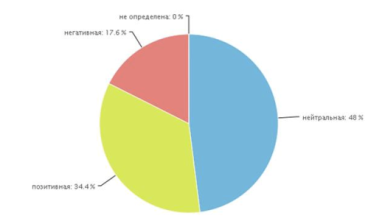 не определена: 0 %
негативная: 17.6 %
нейтральная: 48 %
позитивная: 34.4 %